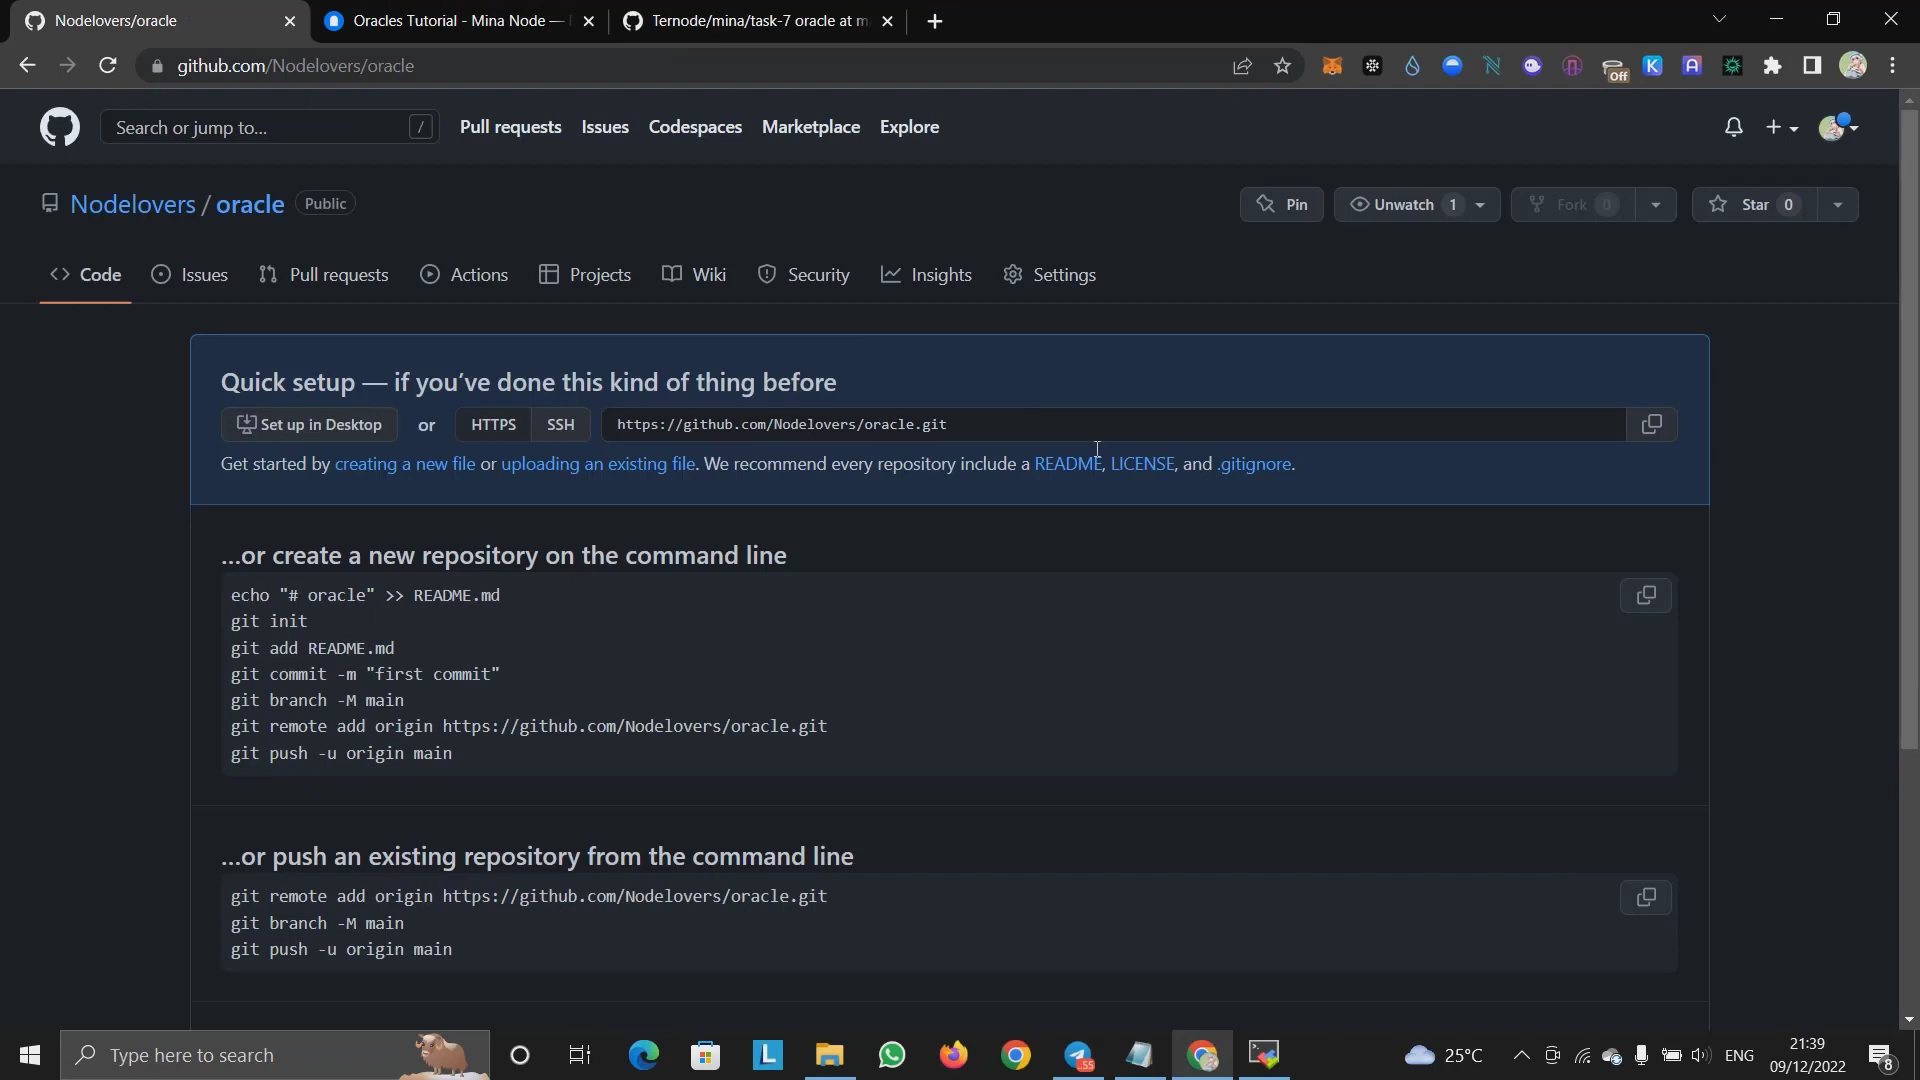 Nodelovers/oracle
Oracles Tutorial - Mina Node —
Ternode/mina/task-7 oracle at m
github.com/Nodelovers/oracle
Off
Search or jump to...
/
Pull requests
Issues
Codespaces
Marketplace
Explore
Nodelovers / oracle
Public
Pin
Unwatch 1
Fork 0
Star 0
Code
Issues
Pull requests
Actions
Projects
Wiki
Security
Insights
Settings
Quick setup — if you’ve done this kind of thing before
Set up in Desktop
or
HTTPS
SSH
https://github.com/Nodelovers/oracle.git
Get started by creating a new file or uploading an existing file. We recommend every repository include a README, LICENSE, and .gitignore.
…or create a new repository on the command line
echo "# oracle" >> README.md
git init
git add README.md
git commit -m "first commit"
git branch -M main
git remote add origin https://github.com/Nodelovers/oracle.git
git push -u origin main
…or push an existing repository from the command line
git remote add origin https://github.com/Nodelovers/oracle.git
git branch -M main
git push -u origin main
Type here to search
L
55
25°C
ENG
21:39
09/12/2022
8